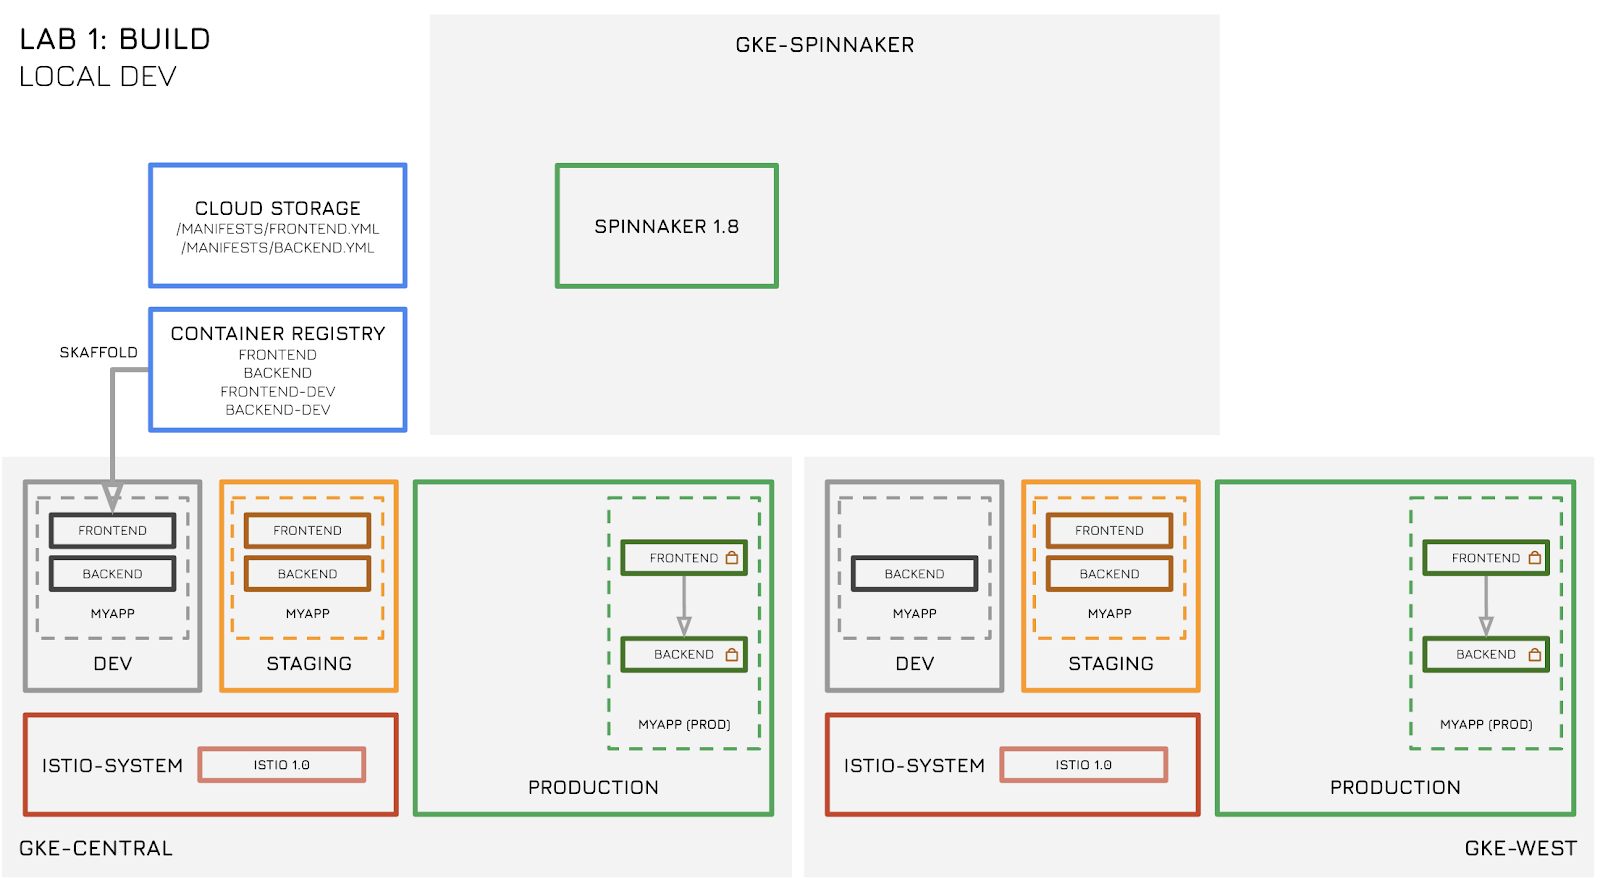 LAB 1: BUILD
LOCAL DEV
GKE-SPINNAKER
CLOUD STORAGE
/MANIFESTS/FRONTEND.YML
/MANIFESTS/BACKEND.YML
SPINNAKER 1.8
SKAFFOLD
CONTAINER REGISTRY
FRONTEND
BACKEND
FRONTEND-DEV
BACKEND-DEV
FRONTEND
BACKEND
MYAPP
DEV
FRONTEND
BACKEND
MYAPP
STAGING
FRONTEND
BACKEND
MYAPP (PROD)
PRODUCTION
ISTIO-SYSTEM
ISTIO 1.0
GKE-CENTRAL
BACKEND
MYAPP
DEV
FRONTEND
BACKEND
MYAPP
STAGING
FRONTEND
BACKEND
MYAPP (PROD)
PRODUCTION
ISTIO-SYSTEM
ISTIO 1.0
GKE-WEST